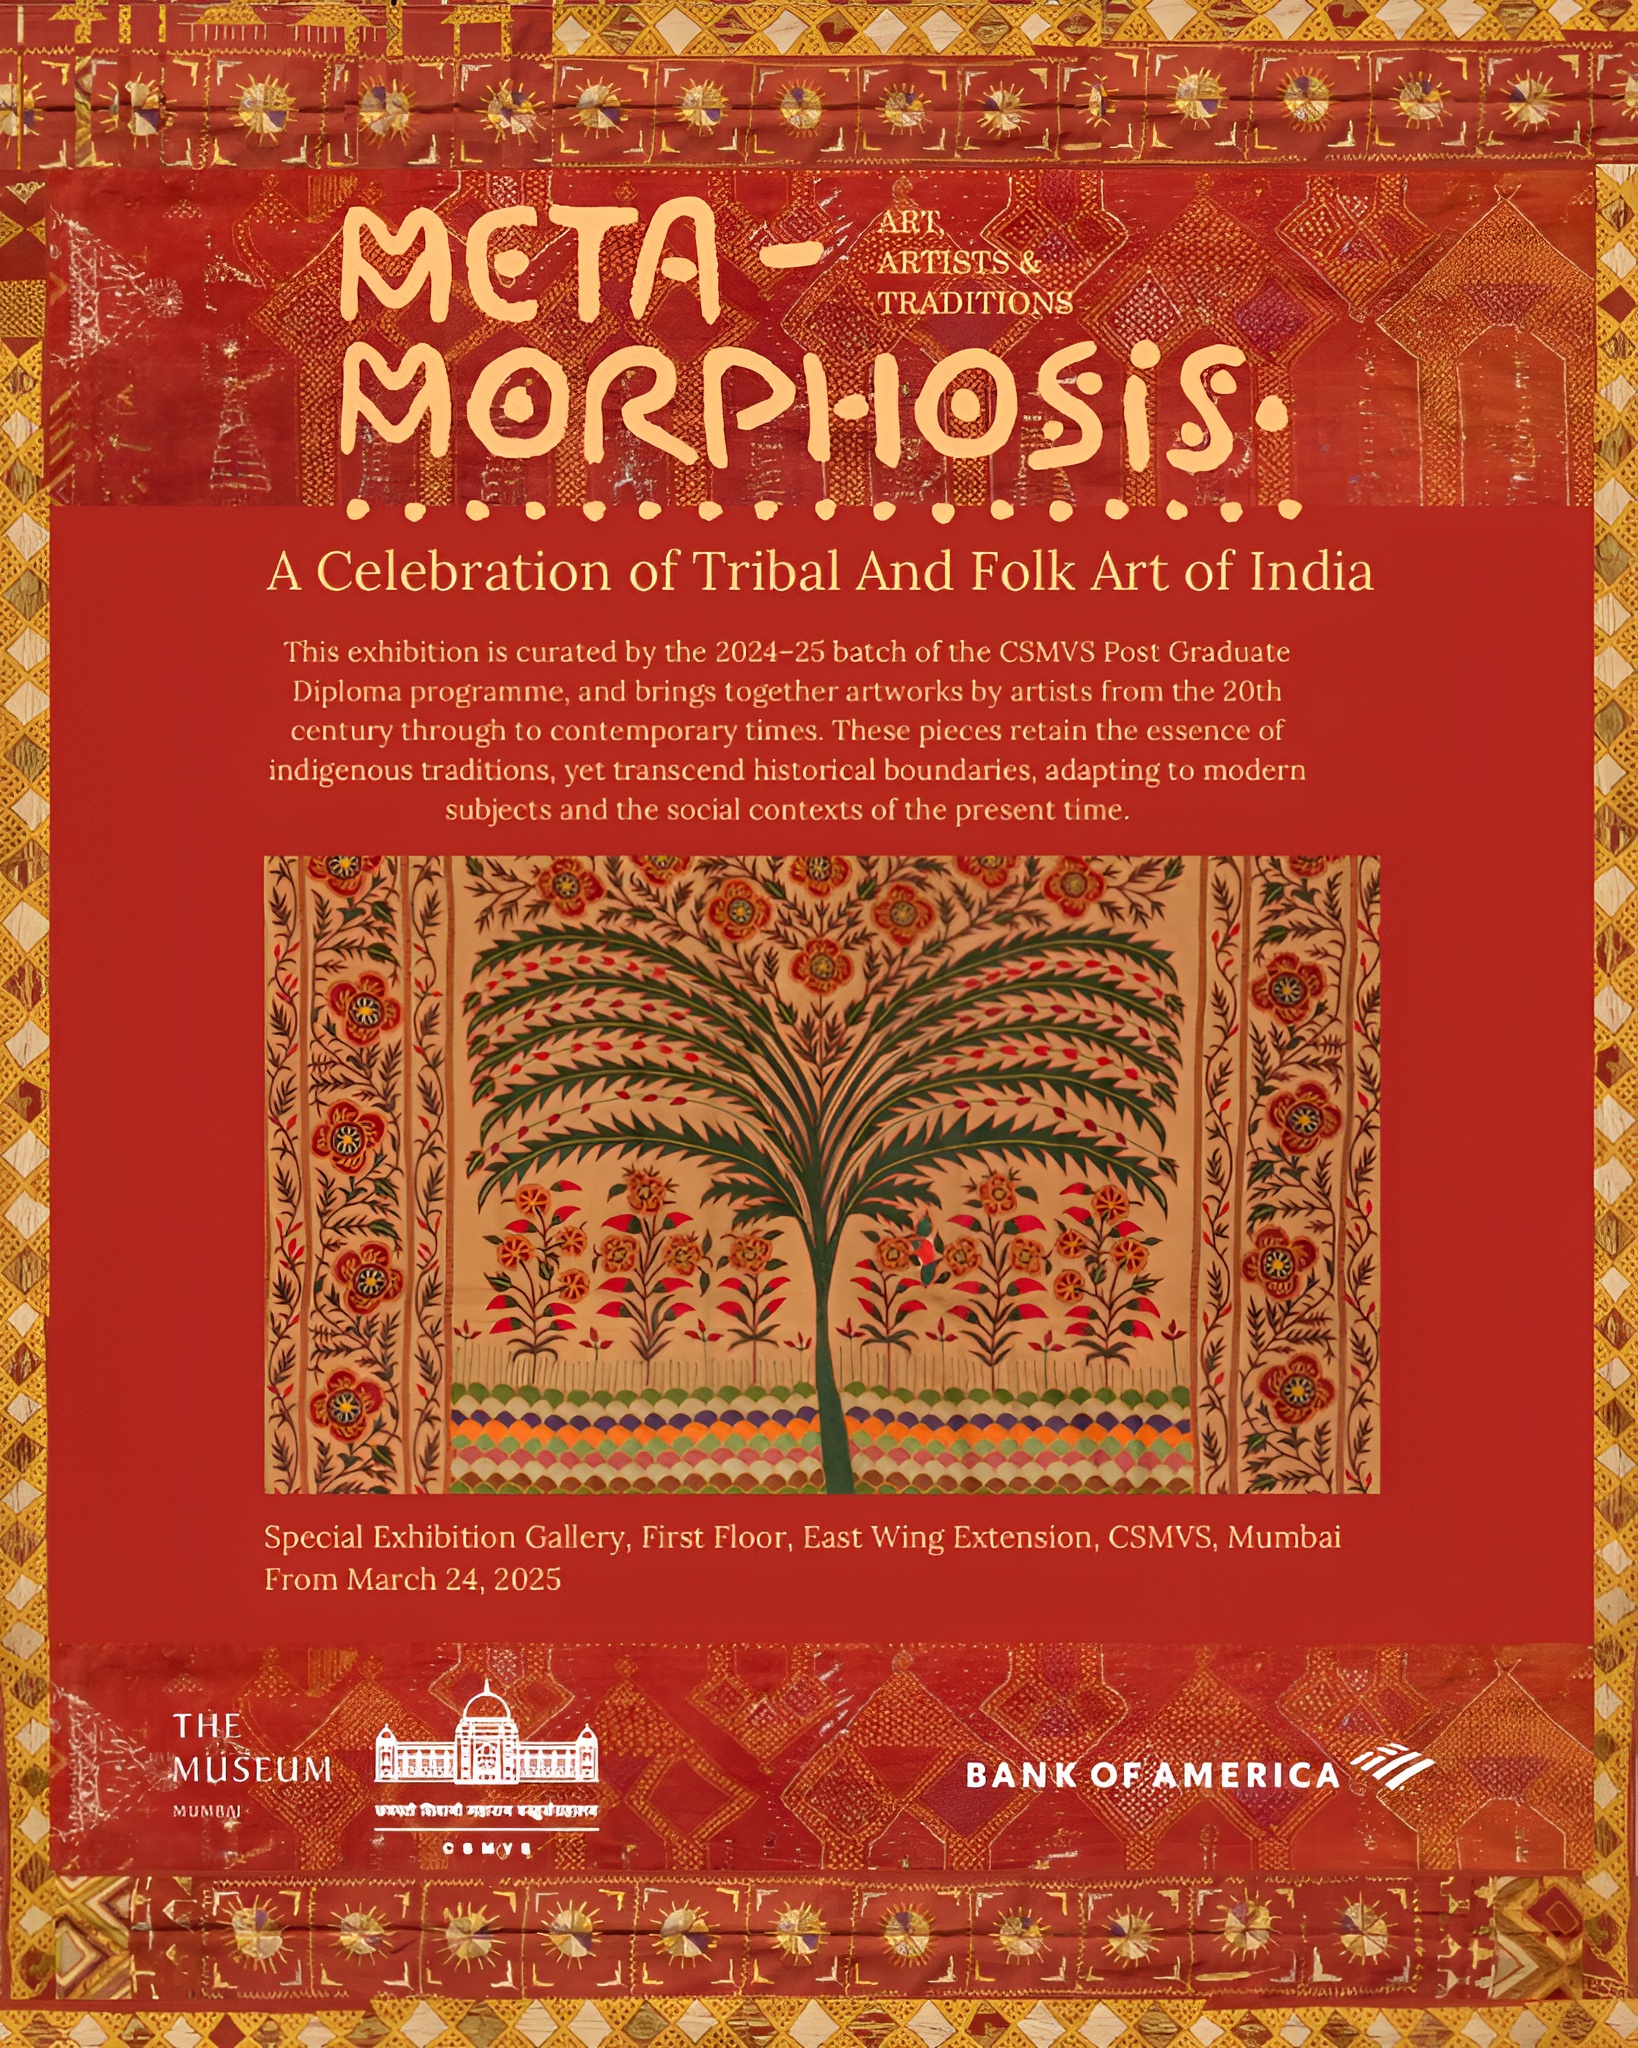 META-
ART,
ARTISTS &
TRADITIONS
MORPHOSIS.
A Celebration of Tribal And Folk Art of India
This exhibition is curated by the 2024–25 batch of the CSMVS Post Graduate
Diploma programme, and brings together artworks by artists from the 20th
century through to contemporary times. These pieces retain the essence of
indigenous traditions, yet transcend historical boundaries, adapting to modern
subjects and the social contexts of the present time.
Special Exhibition Gallery, First Floor, East Wing Extension, CSMVS, Mumbai
From March 24, 2025
THE
MUSEUM
MUMBAI
CSMVS
BANK OF AMERICA